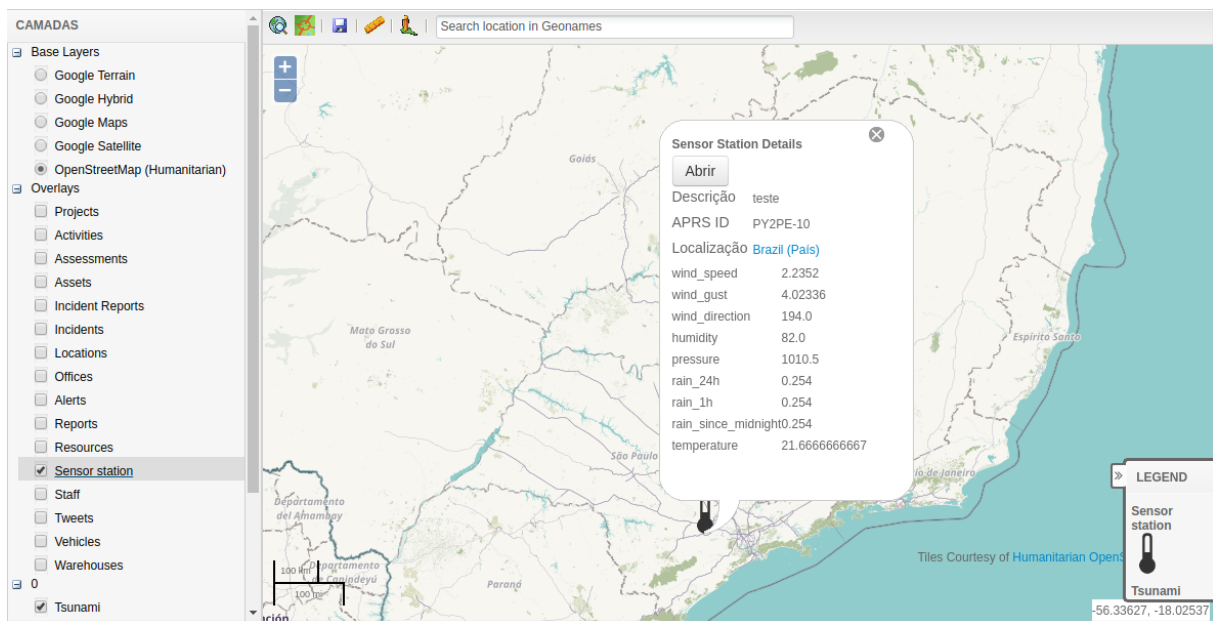 CAMADAS
Base Layers
Google Terrain
Google Hybrid
Google Maps
Google Satellite
OpenStreetMap (Humanitarian)
Overlays
Projects
Activities
Assessments
Assets
Incident Reports
Incidents
Locations
Offices
Alerts
Reports
Resources
Sensor station
Staff
Tweets
Vehicles
Warehouses
0
Tsunami
Search location in Geonames
+
−
Goiás
Mato Grosso
do Sul
Espírito Santo
São Paulo
Departamento
del Amambay
Departamento
de Canindeyú
Paraná
100 km
100 mi
Sensor Station Details
Abrir
Descrição teste
APRS ID PY2PE-10
Localização Brazil (País)
wind_speed 2.2352
wind_gust 4.02336
wind_direction 194.0
humidity 82.0
pressure 1010.5
rain_24h 0.254
rain_1h 0.254
rain_since_midnight0.254
temperature 21.6666666667
de Janeiro
Tiles Courtesy of Humanitarian OpenS
» LEGEND
Sensor
station
Tsunami
-56.33627, -18.02537